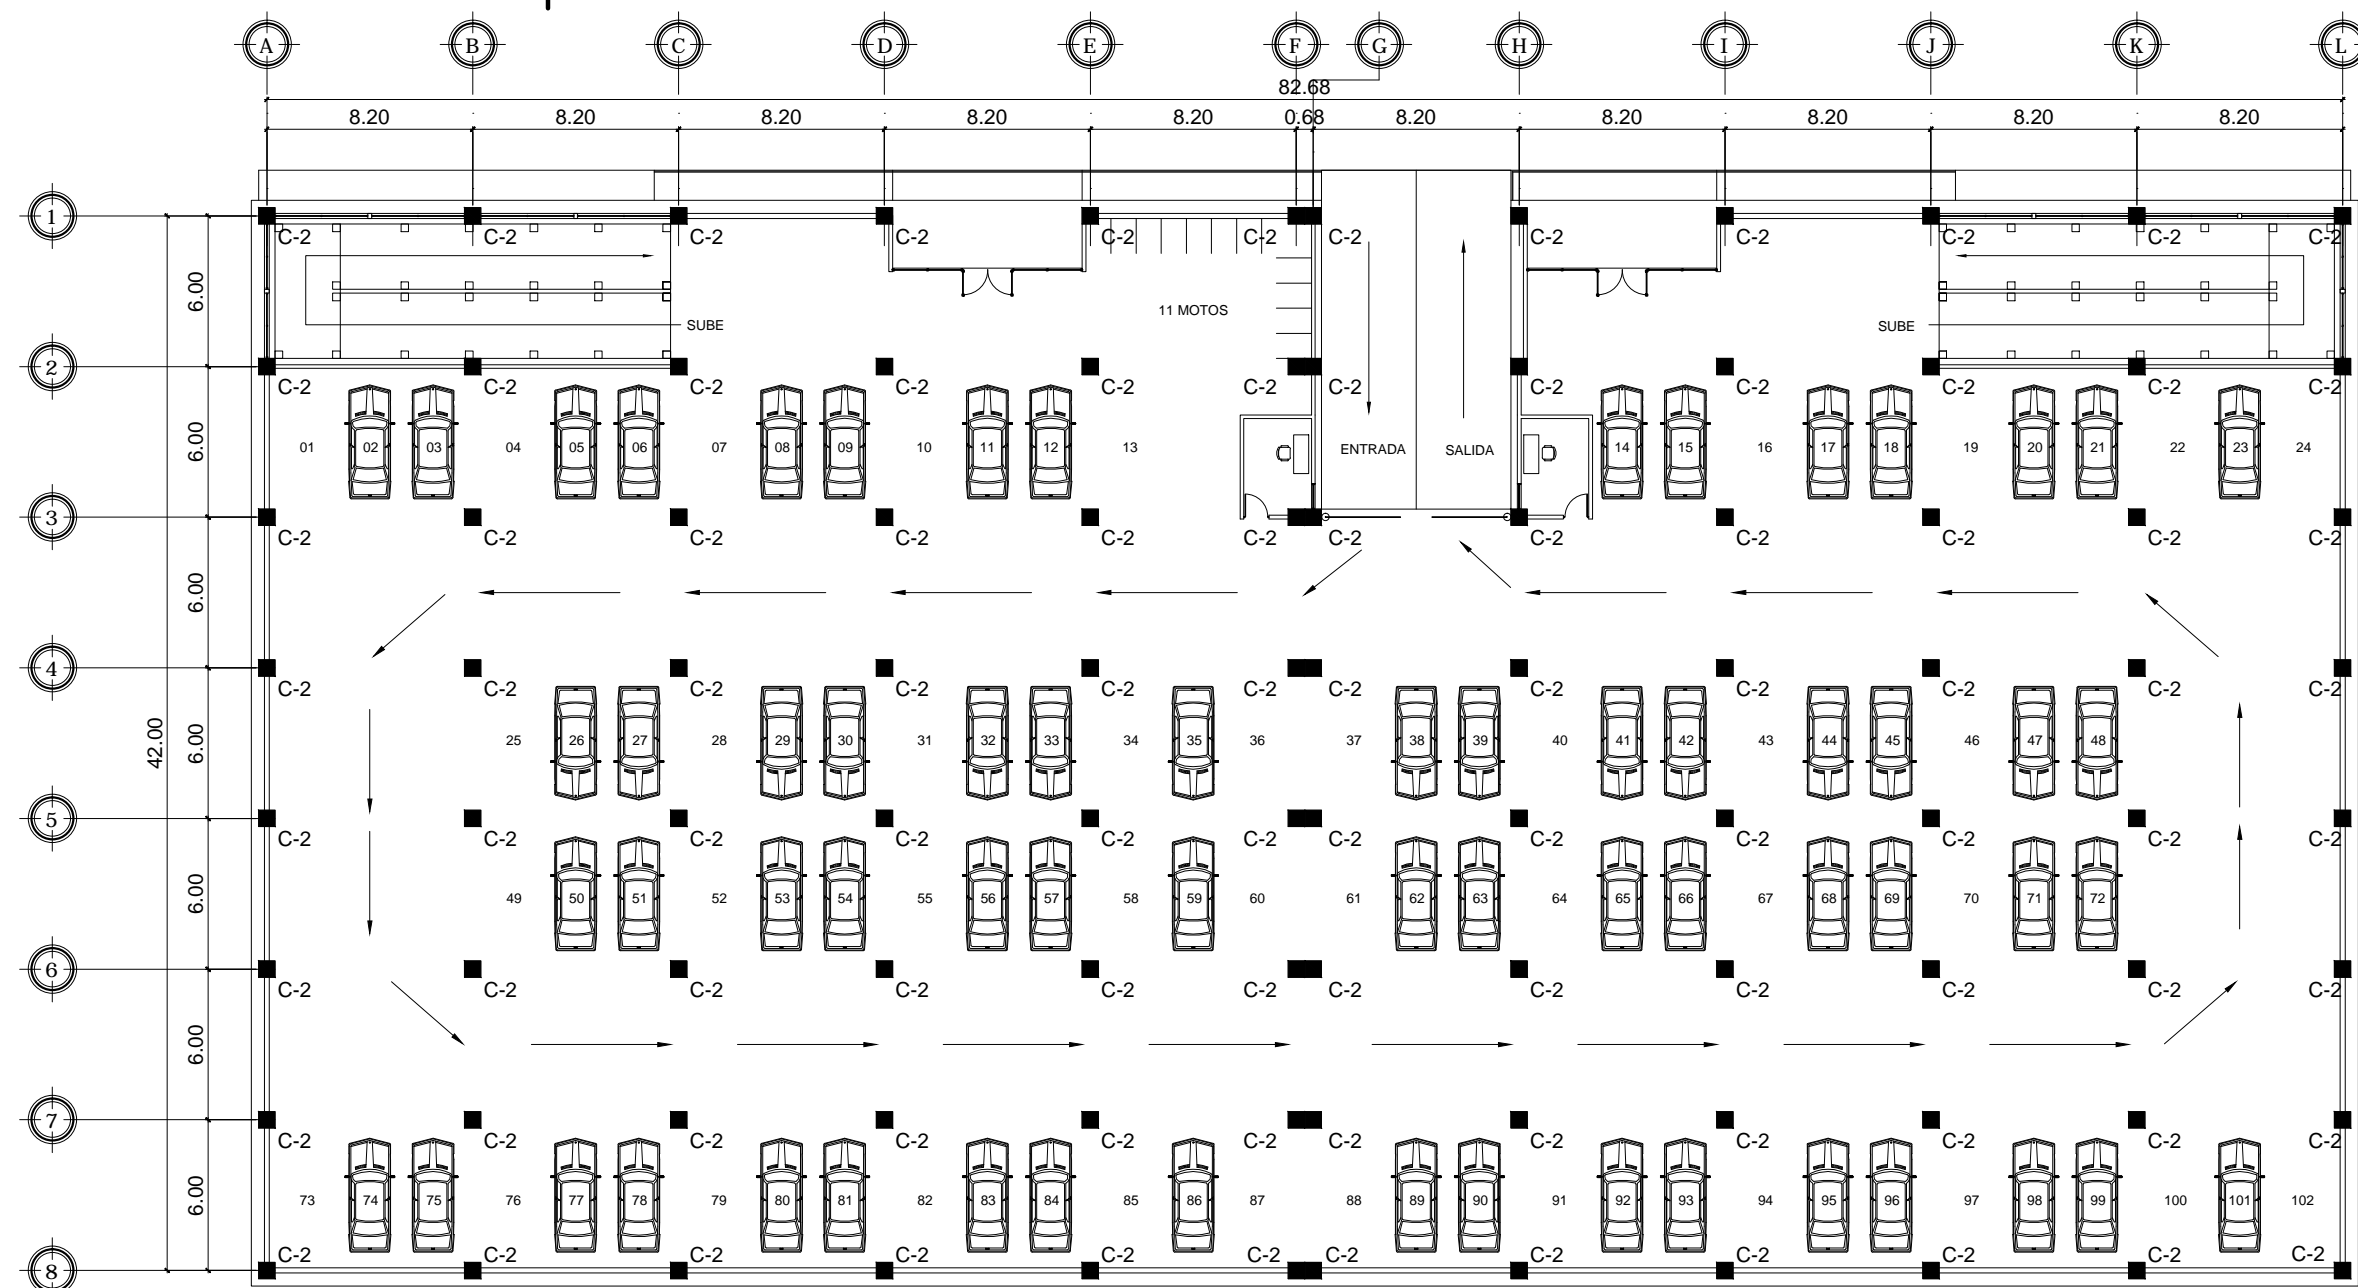 A B C D E F G H I J K L
82.68
8.20 8.20 8.20 8.20 8.20 0.68 8.20 8.20 8.20 8.20 8.20
1
C-2 C-2 C-2 C-2 C-2 C-2 C-2 C-2 C-2 C-2 C-2 C-2
6.00
11 MOTOS
SUBE SUBE
2
C-2 C-2 C-2 C-2 C-2 C-2 C-2 C-2 C-2 C-2 C-2 C-2
6.00
01 02 03 04 05 06 07 08 09 10 11 12 13 ENTRADA SALIDA 14 15 16 17 18 19 20 21 22 23 24
3
C-2 C-2 C-2 C-2 C-2 C-2 C-2 C-2 C-2 C-2 C-2 C-2
6.00
4
C-2 C-2 C-2 C-2 C-2 C-2 C-2 C-2 C-2 C-2 C-2 C-2
42.00
6.00
25 26 27 28 29 30 31 32 33 34 35 36 37 38 39 40 41 42 43 44 45 46 47 48
5
C-2 C-2 C-2 C-2 C-2 C-2 C-2 C-2 C-2 C-2 C-2 C-2
6.00
49 50 51 52 53 54 55 56 57 58 59 60 61 62 63 64 65 66 67 68 69 70 71 72
6
C-2 C-2 C-2 C-2 C-2 C-2 C-2 C-2 C-2 C-2 C-2 C-2
6.00
7
C-2 C-2 C-2 C-2 C-2 C-2 C-2 C-2 C-2 C-2 C-2 C-2
6.00
73 74 75 76 77 78 79 80 81 82 83 84 85 86 87 88 89 90 91 92 93 94 95 96 97 98 99 100 101 102
C-2 C-2 C-2 C-2 C-2 C-2 C-2 C-2 C-2 C-2 C-2 C-2
8